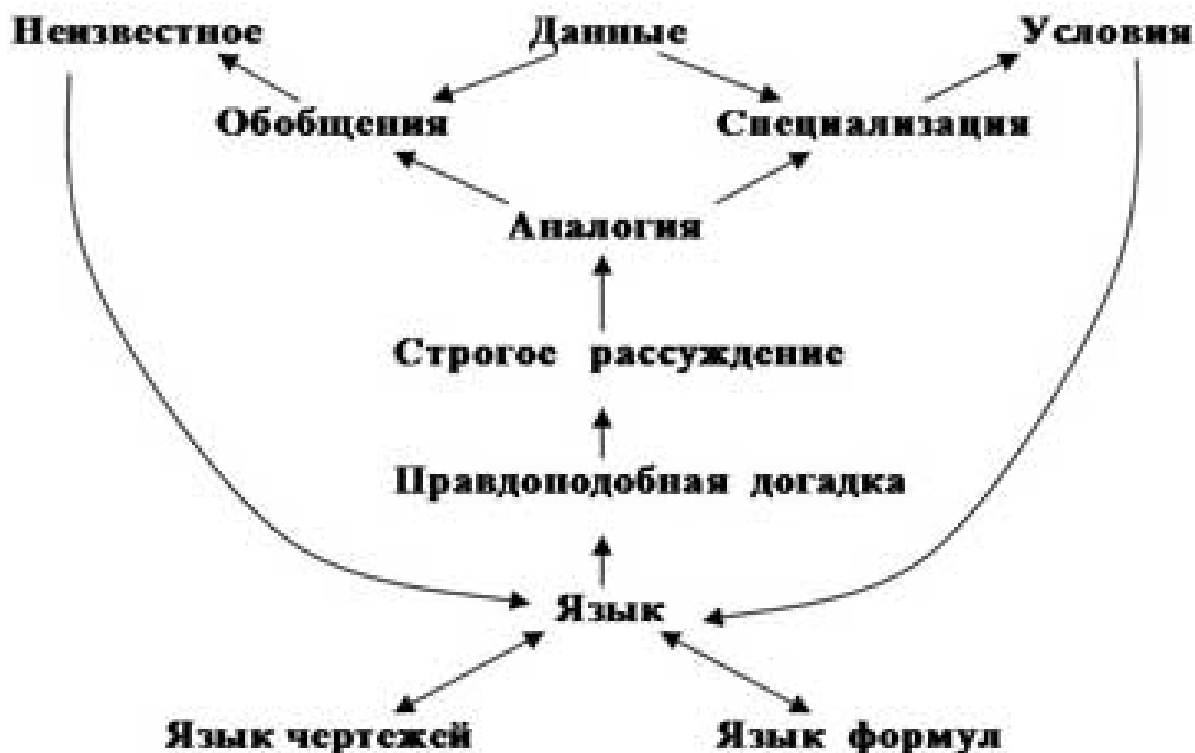 Неизвестное Данные Условия
Обобщения Специализация
Аналогия
Строгое рассуждение
Правдоподобная догадка
Язык
Язык чертежей Язык формул